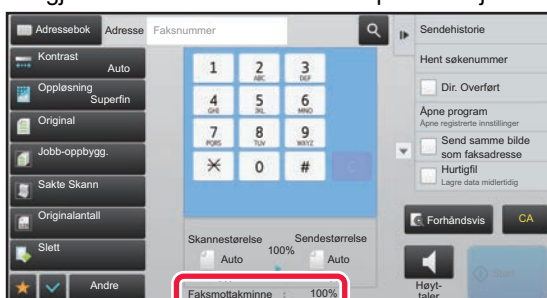 Adressebok
Adresse
Faksnummer
Sendehistorie
Kontrast
Auto
Hent søkenummer
Oppløsning
Superfin
Dir. Overført
Original
Åpne program
Åpne registrerte innstillinger
Jobb-oppbygg.
Send samme bilde
som faksadresse
Sakte Skann
Hurtigfil
Lagre data midlertidig
Originalantall
Slett
Andre
1
2
ABC
3
DEF
4
GHI
5
JKL
6
MNO
7
PQRS
8
TUV
9
WXYZ
0
#
C
Skannestørelse
Sendestørrelse
100%
Auto
Auto
Faksmottakminne : 100%
Forhåndsvis
CA
Høyt-
taler
Start